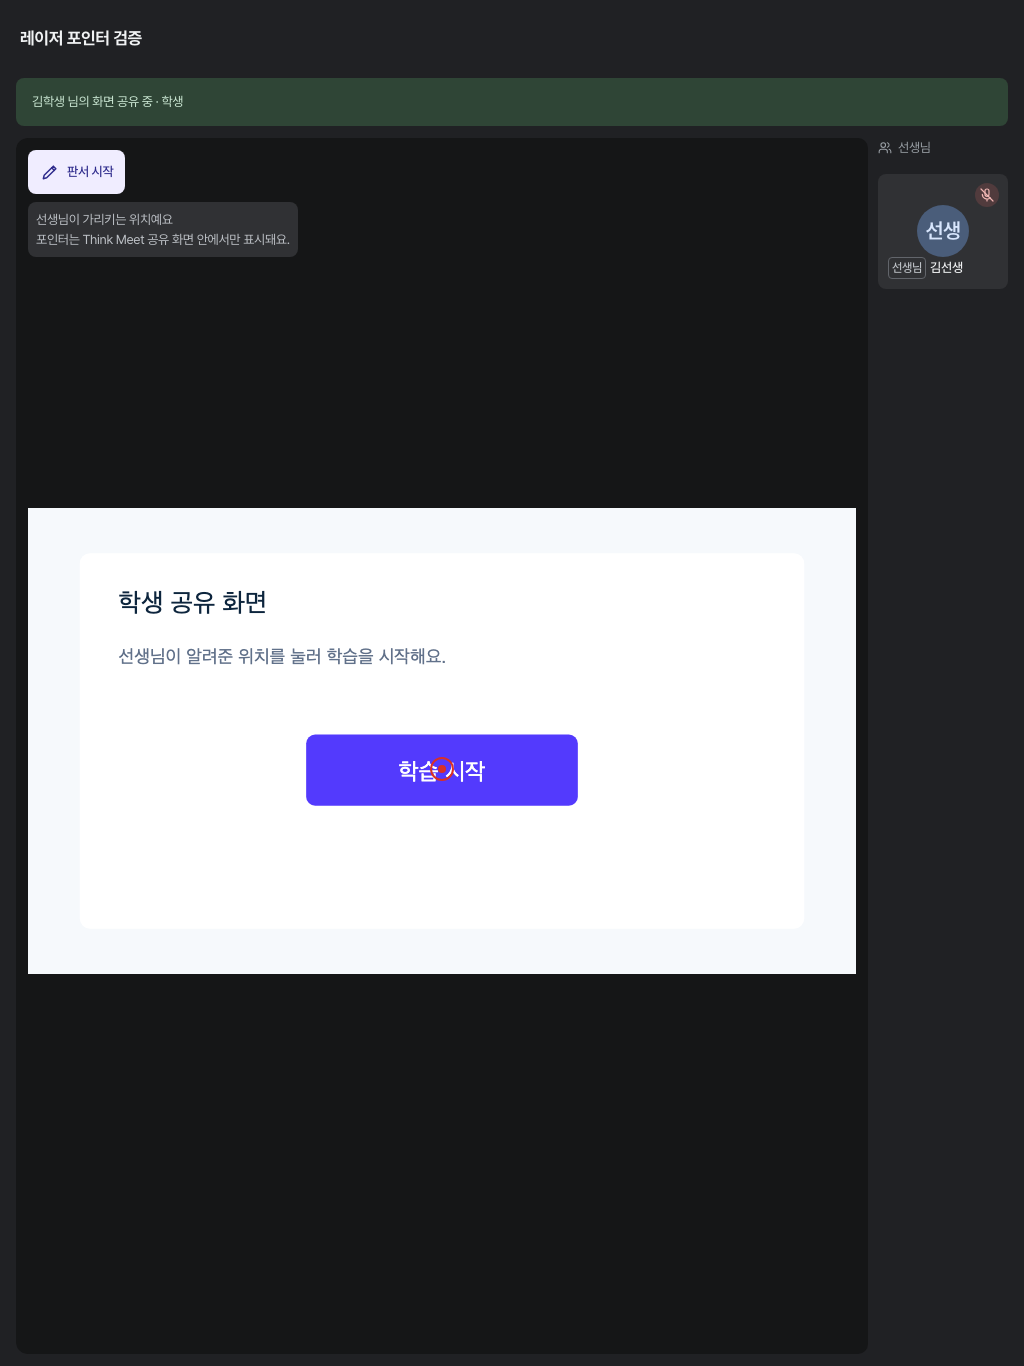 레이저 포인터 검증
김학생 님의 화면 공유 중 · 학생
판서 시작
선생님이 가리키는 위치예요
포인터는 Think Meet 공유 화면 안에서만 표시돼요.
선생님
선생
선생님 김선생
학생 공유 화면
선생님이 알려준 위치를 눌러 학습을 시작해요.
학습 시작